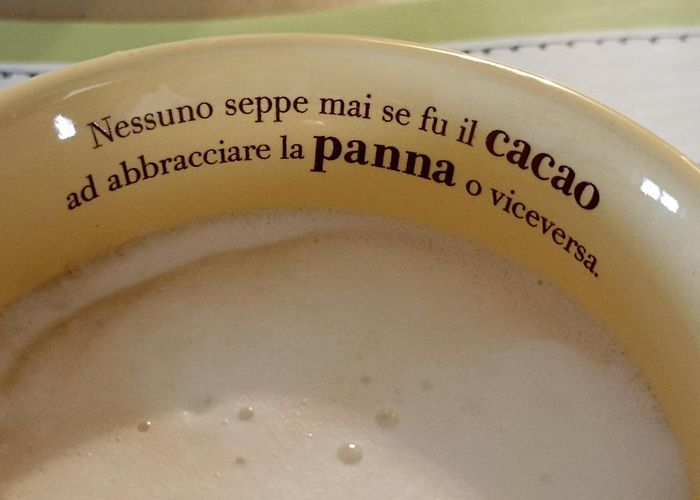 Nessuno seppe mai se fu il cacao
ad abbracciare la panna o viceversa.